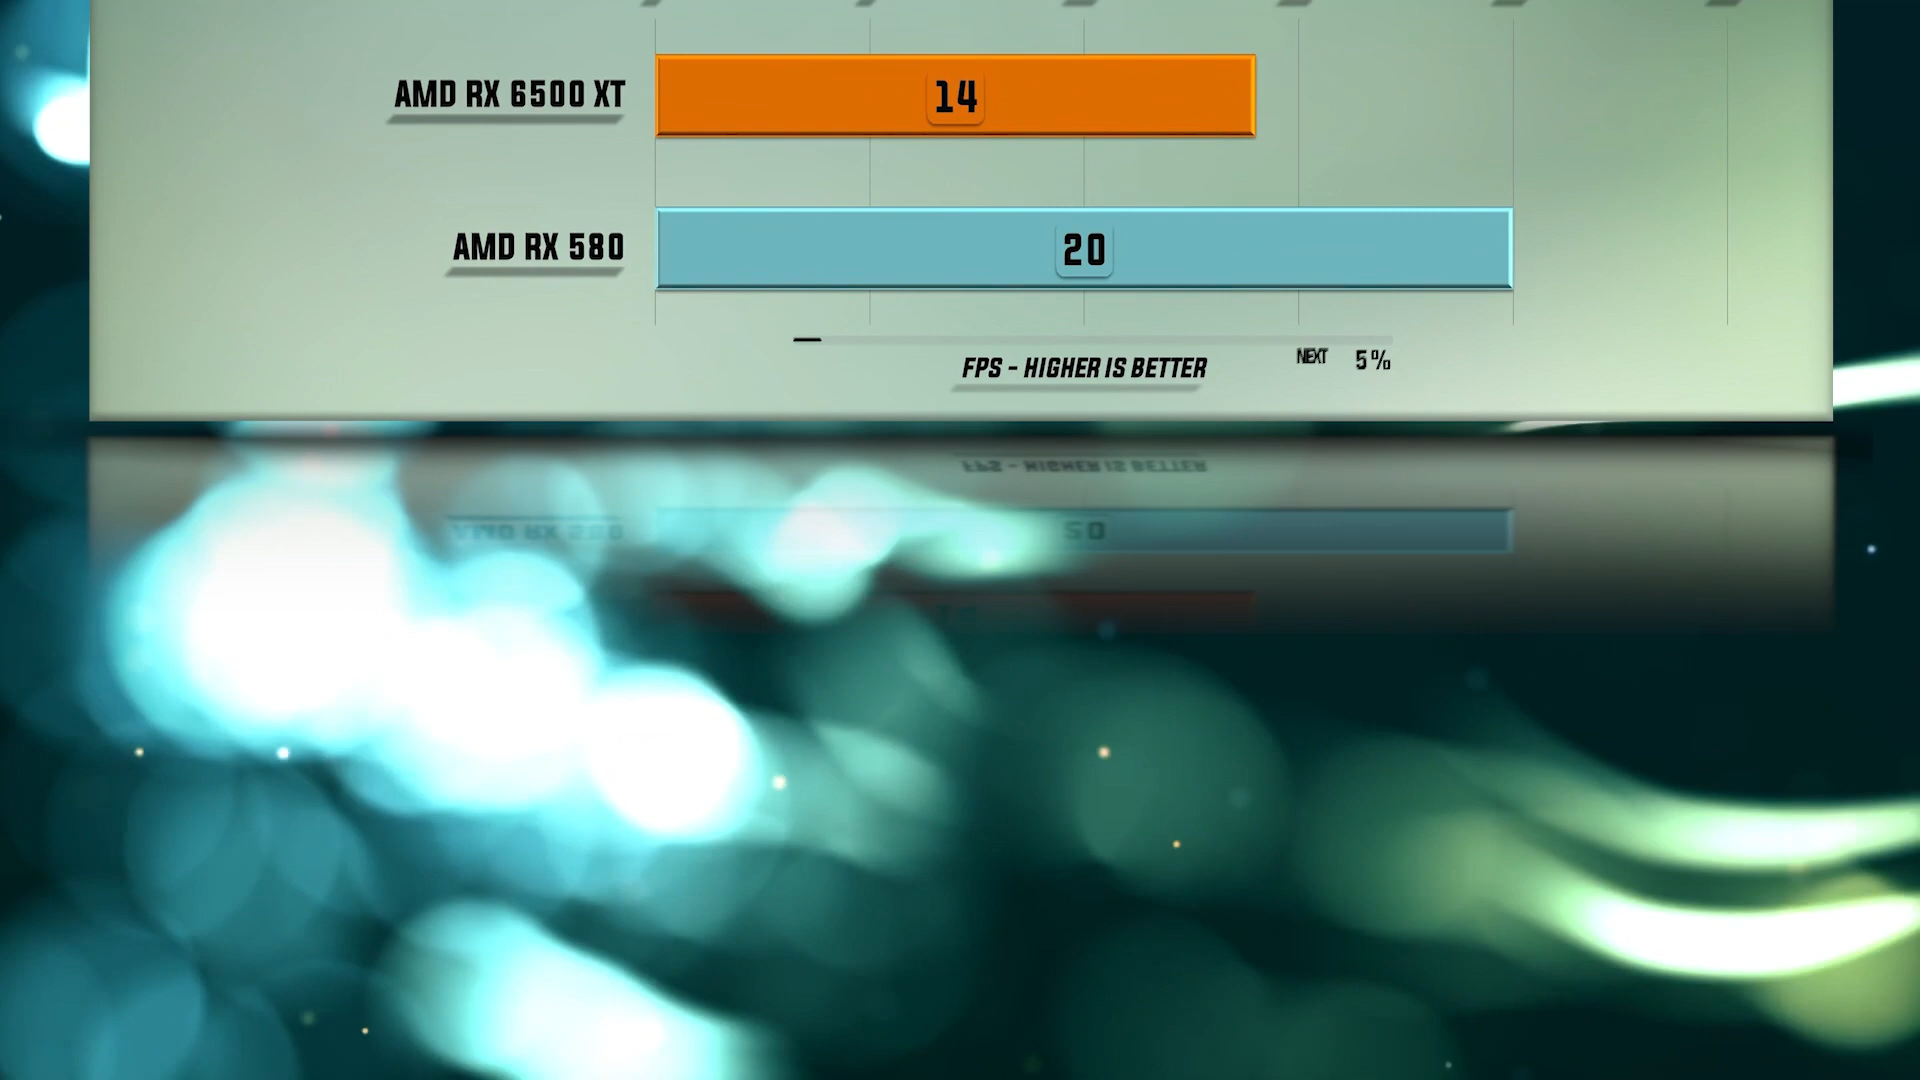 AMD RX 6500 XT
14
AMD RX 580
20
FPS - HIGHER IS BETTER
NEXT 5%